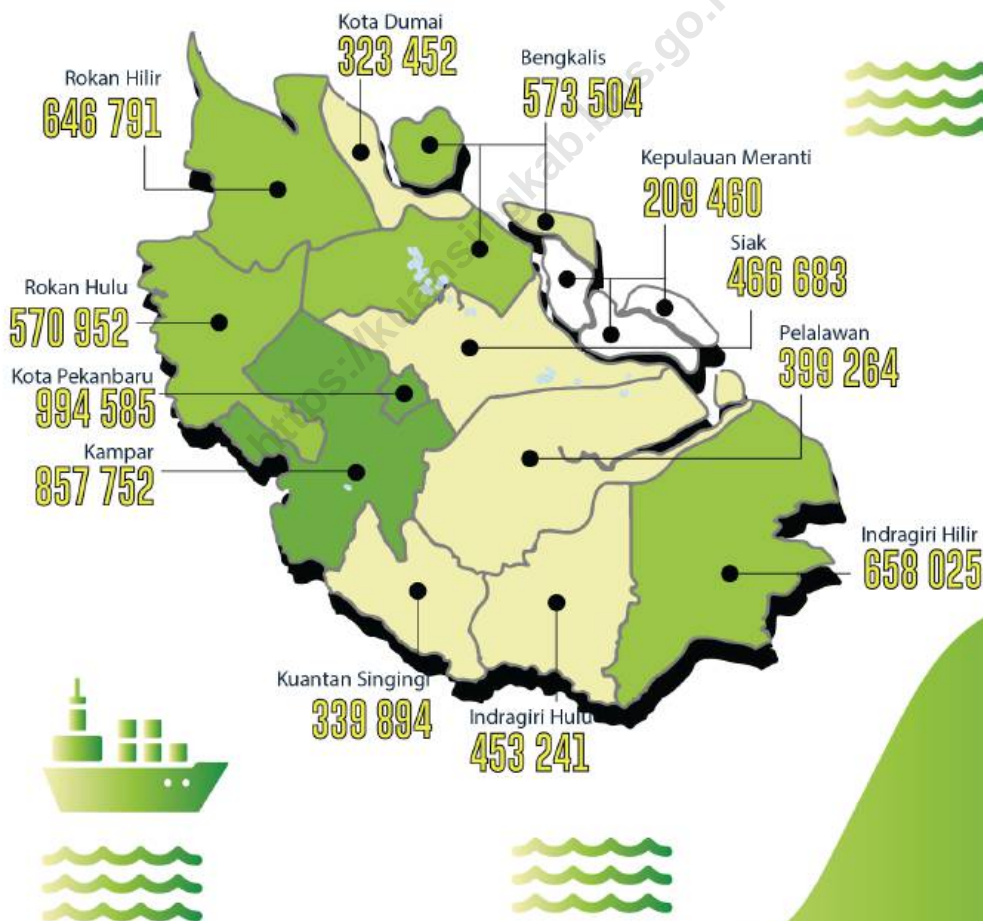 Kota Dumai
323 452
Bengkalis
573 504
Rokan Hilir
646 791
Kepulauan Meranti
209 460
Siak
466 683
Rokan Hulu
570 952
Pelalawan
399 264
Kota Pekanbaru
994 585
Kampar
857 752
Indragiri Hilir
658 025
Kuantan Singingi
339 894
Indragiri Hulu
453 241